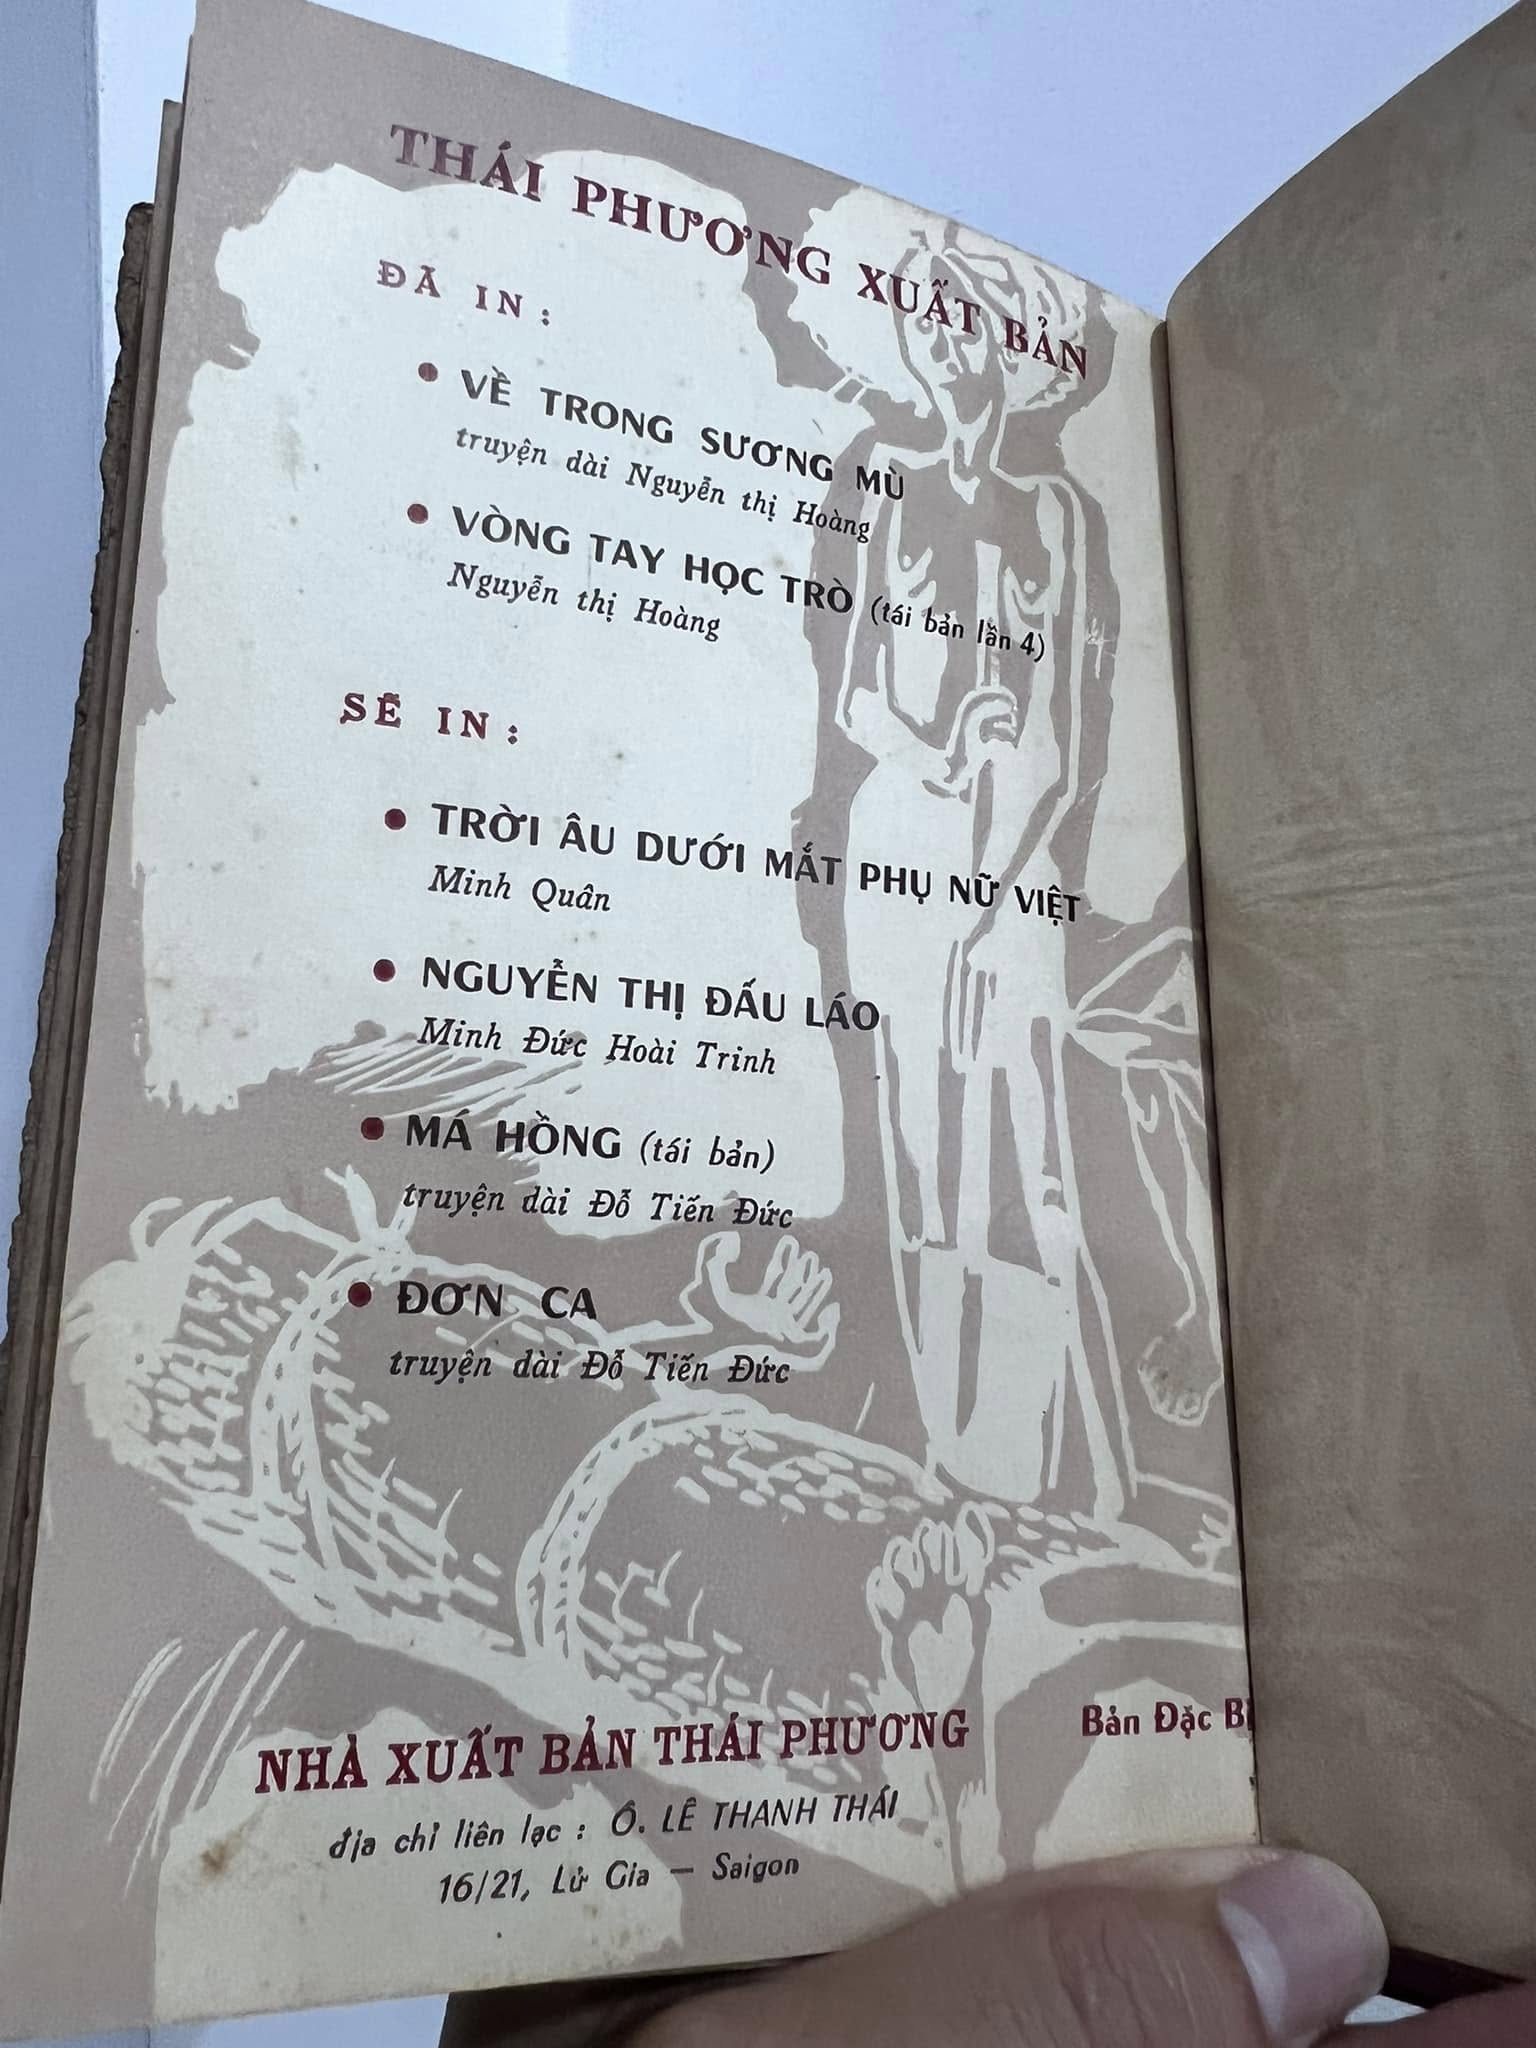 THÁI PHƯƠNG XUẤT BẢN
ĐÃ IN :
• VỀ TRONG SƯƠNG MÙ
truyện dài Nguyễn thị Hoàng
• VÒNG TAY HỌC TRÒ (tái bản lần 4)
Nguyễn thị Hoàng
SẼ IN :
• TRỜI ÂU DƯỚI MẮT PHỤ NỮ VIỆT
Minh Quân
• NGUYỄN THỊ ĐẤU LÁO
Minh Đức Hoài Trinh
• MÁ HỒNG (tái bản)
truyện dài Đỗ Tiến Đức
• ĐƠN CA
truyện dài Đỗ Tiến Đức
NHÀ XUẤT BẢN THÁI PHƯƠNG
Bản Đặc
địa chỉ liên lạc : Ô. LÊ THANH THÁI
16/21, Lử Gia — Saigon